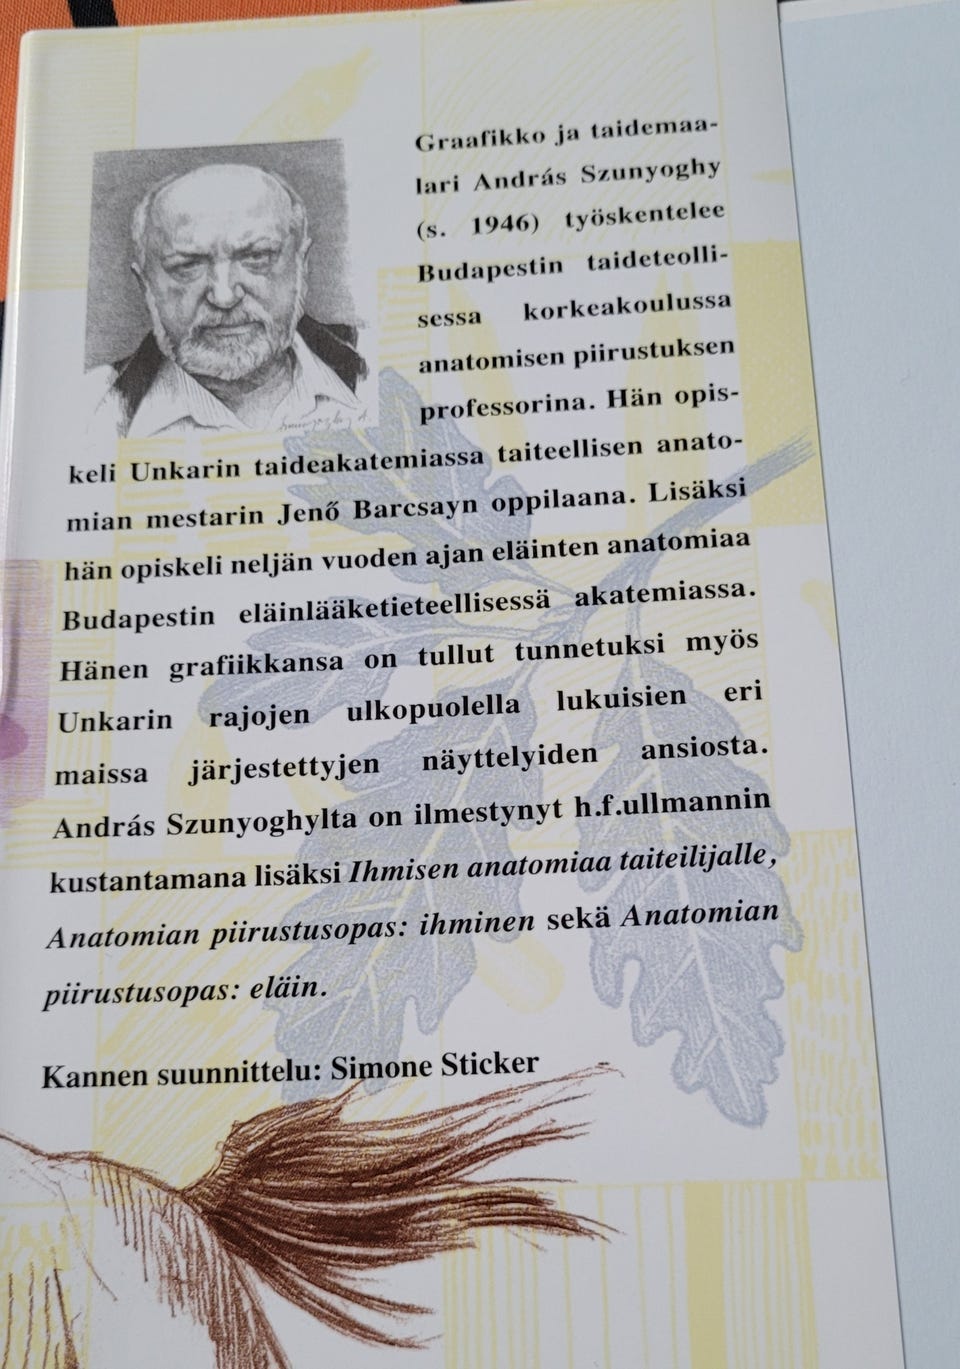 Graafikko ja taidemaa-
lari András Szunyoghy
(s. 1946) työskentelee
Budapestin taideteolli-
sessa korkeakoulussa
anatomisen piirustuksen
professorina. Hän opis-
keli Unkarin taideakatemiassa taiteellisen anato-
mian mestarin Jenő Barcsayn oppilaana. Lisäksi
hän opiskeli neljän vuoden ajan eläinten anatomiaa
Budapestin eläinlääketieteellisessä akatemiassa.
Hänen grafiikkansa on tullut tunnetuksi myös
Unkarin rajojen ulkopuolella lukuisien eri
maissa järjestettyjen näyttelyiden ansiosta.
András Szunyoghylta on ilmestynyt h.f.ullmannin
kustantamana lisäksi Ihmisen anatomiaa taiteilijalle,
Anatomian piirustusopas: ihminen sekä Anatomian
piirustusopas: eläin.
Kannen suunnittelu: Simone Sticker